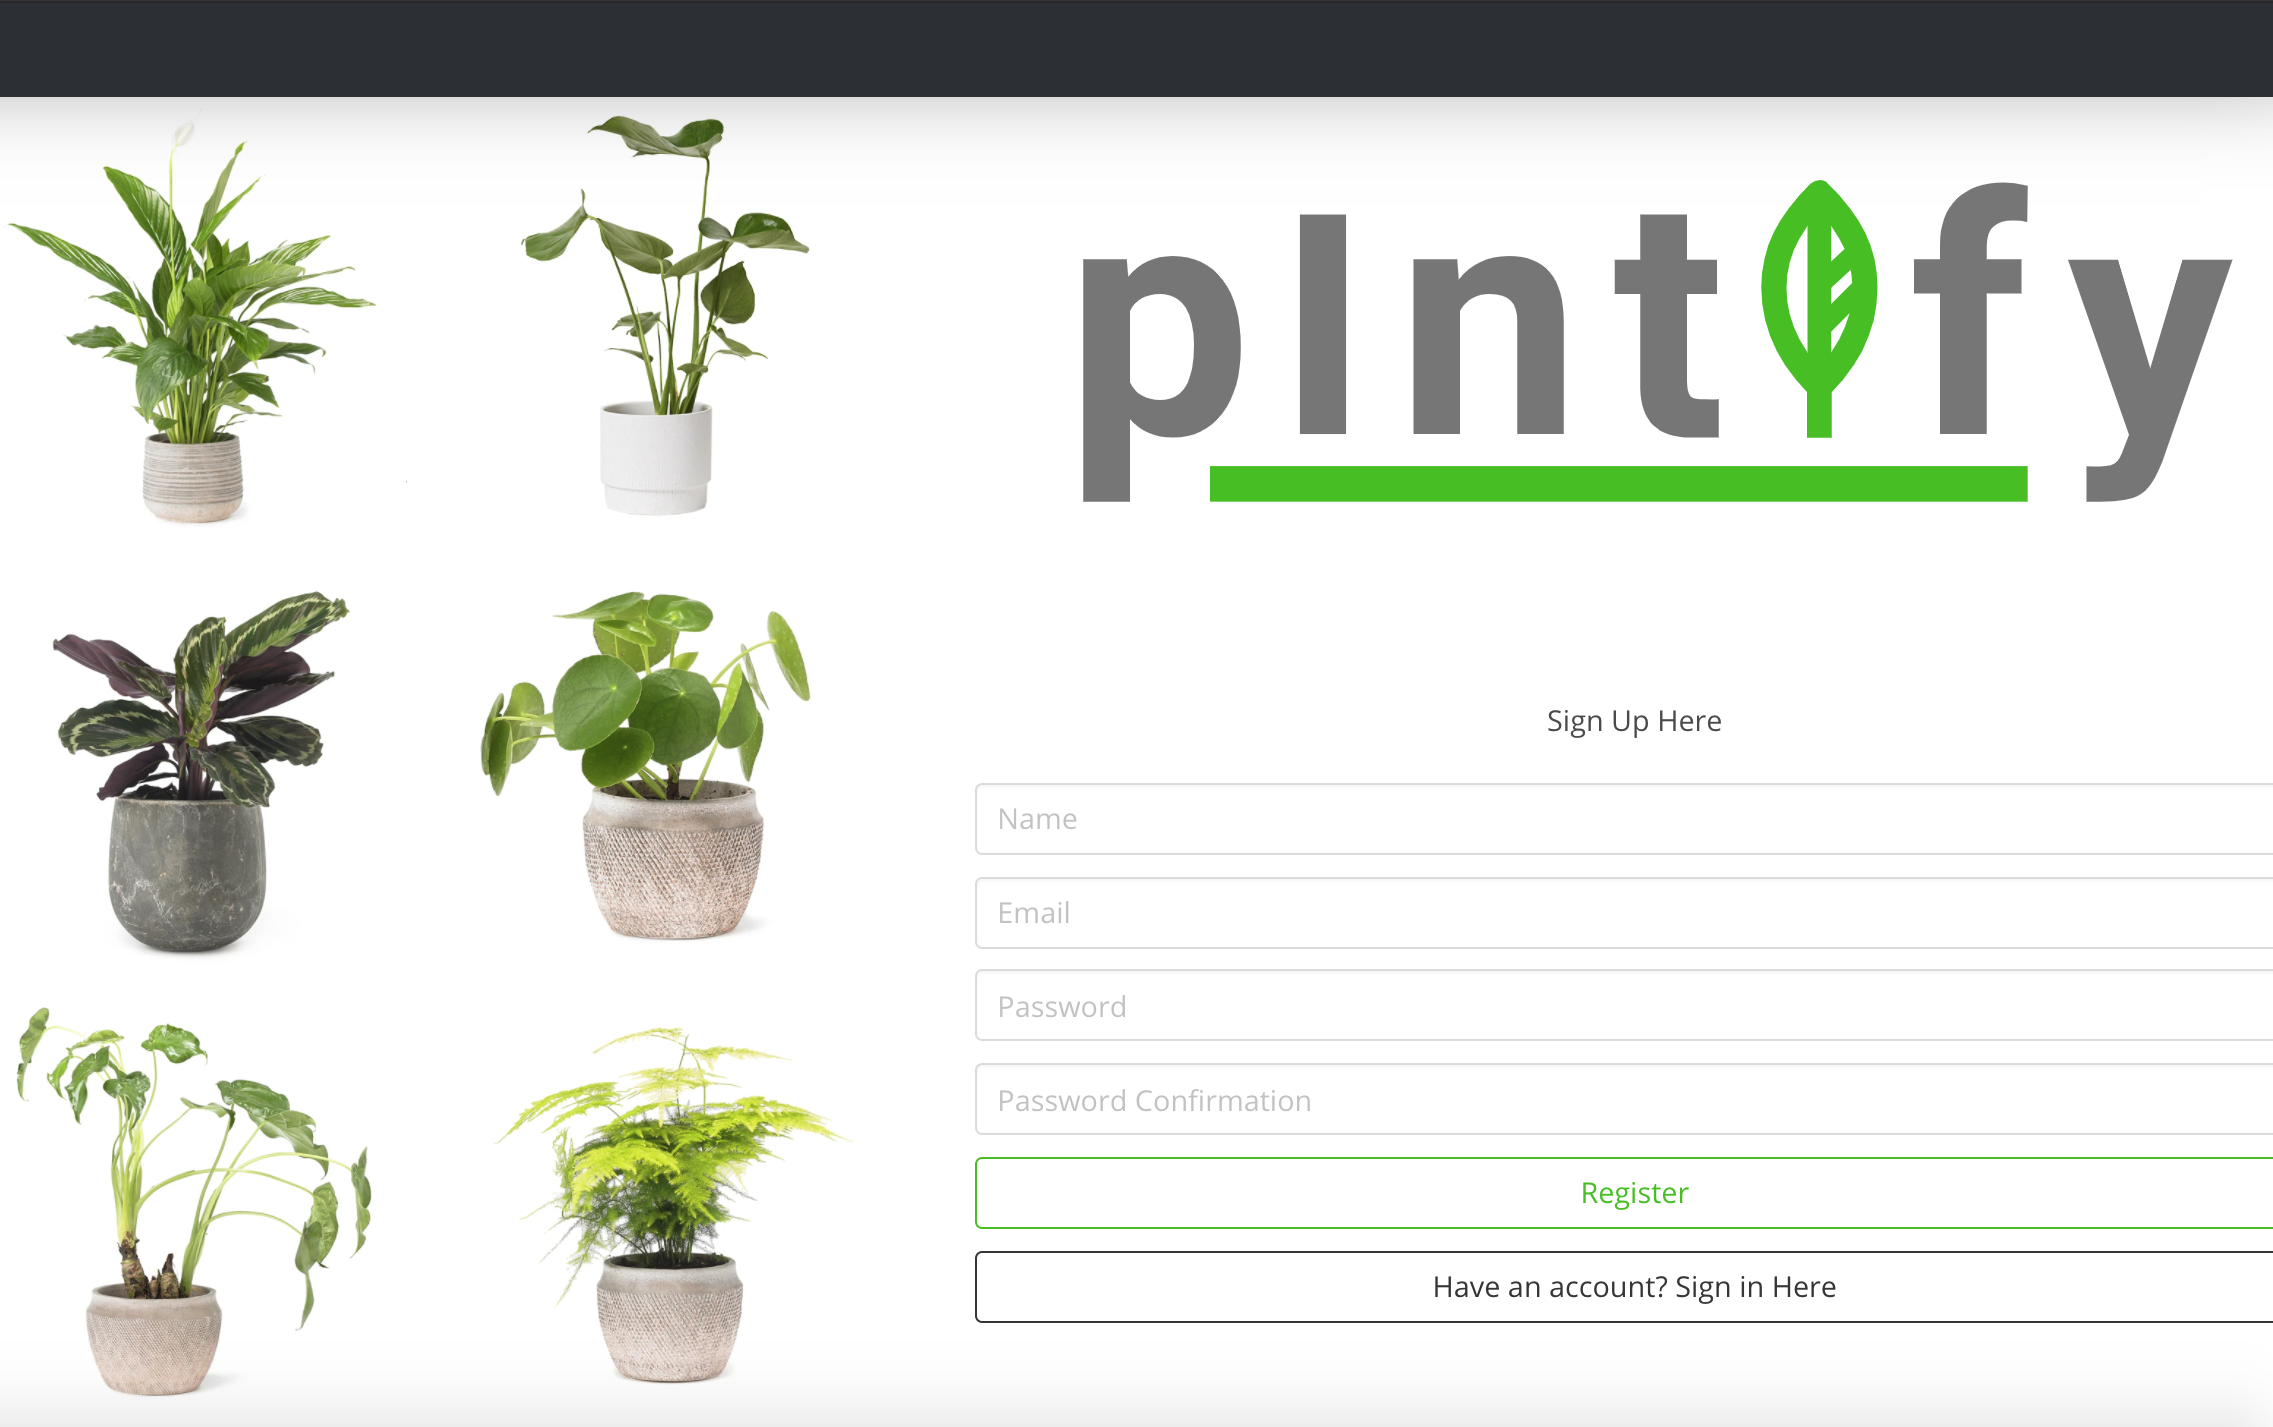 plntify
Sign Up Here
Name
Email
Password
Password Confirmation
Register
Have an account? Sign in Here